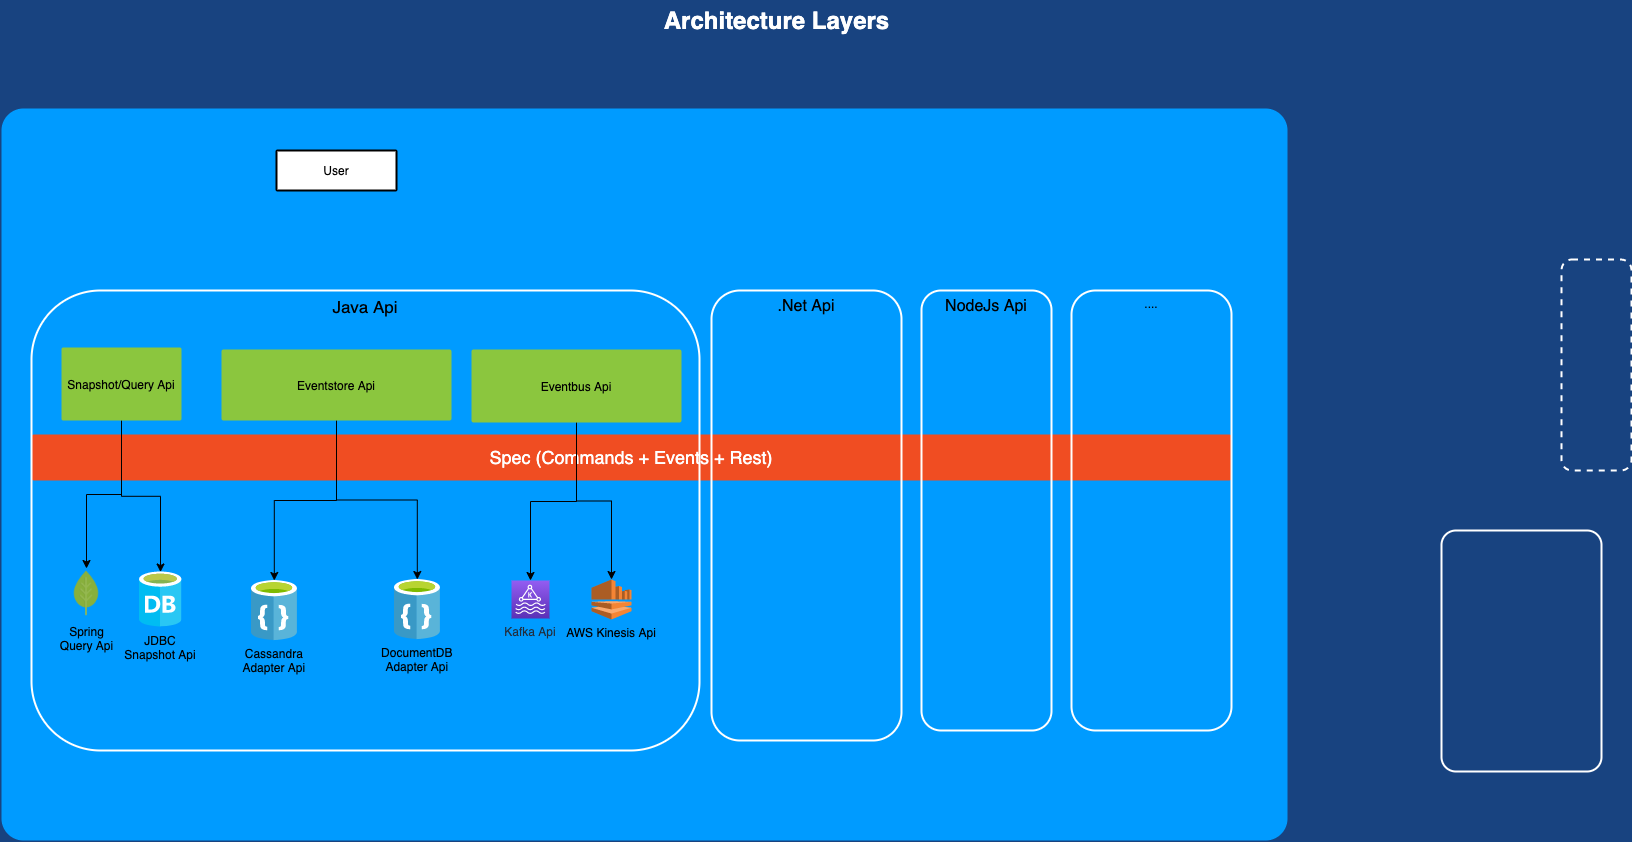 Architecture Layers
User
Java Api
.Net Api
NodeJs Api
....
Snapshot/Query Api
Eventstore Api
Eventbus Api
Spec (Commands + Events + Rest)
DB
{ }
{ }
K
Spring
Query Api
JDBC
Snapshot Api
Cassandra
Adapter Api
DocumentDB
Adapter Api
Kafka Api
AWS Kinesis Api